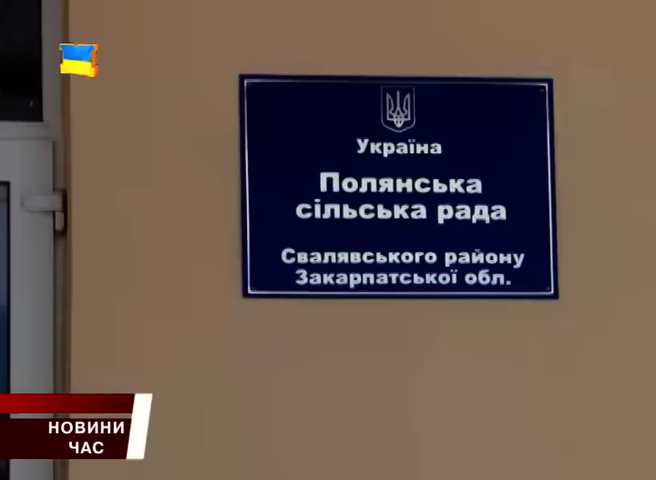 Україна
Полянська
сільська рада
Свалявського району
Закарпатської обл.
НОВИНИ
ЧАС